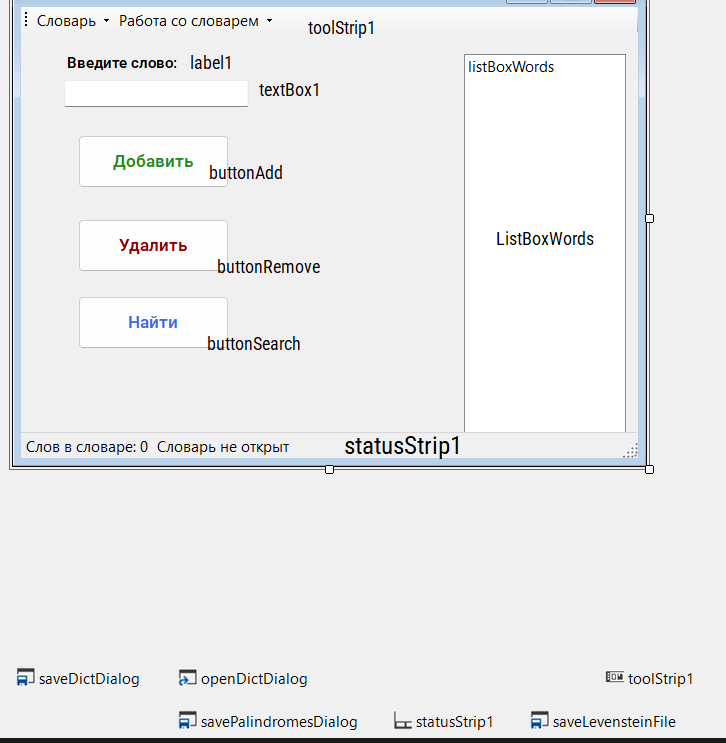 Словарь Работа со словарем toolStrip1
Введите слово: label1
listBoxWords
textBox1
Добавить
buttonAdd
Удалить
ListBoxWords
buttonRemove
Найти
buttonSearch
Слов в словаре: 0 Словарь не открыт statusStrip1
saveDictDialog openDictDialog toolStrip1
savePalindromesDialog statusStrip1 saveLevensteinFile